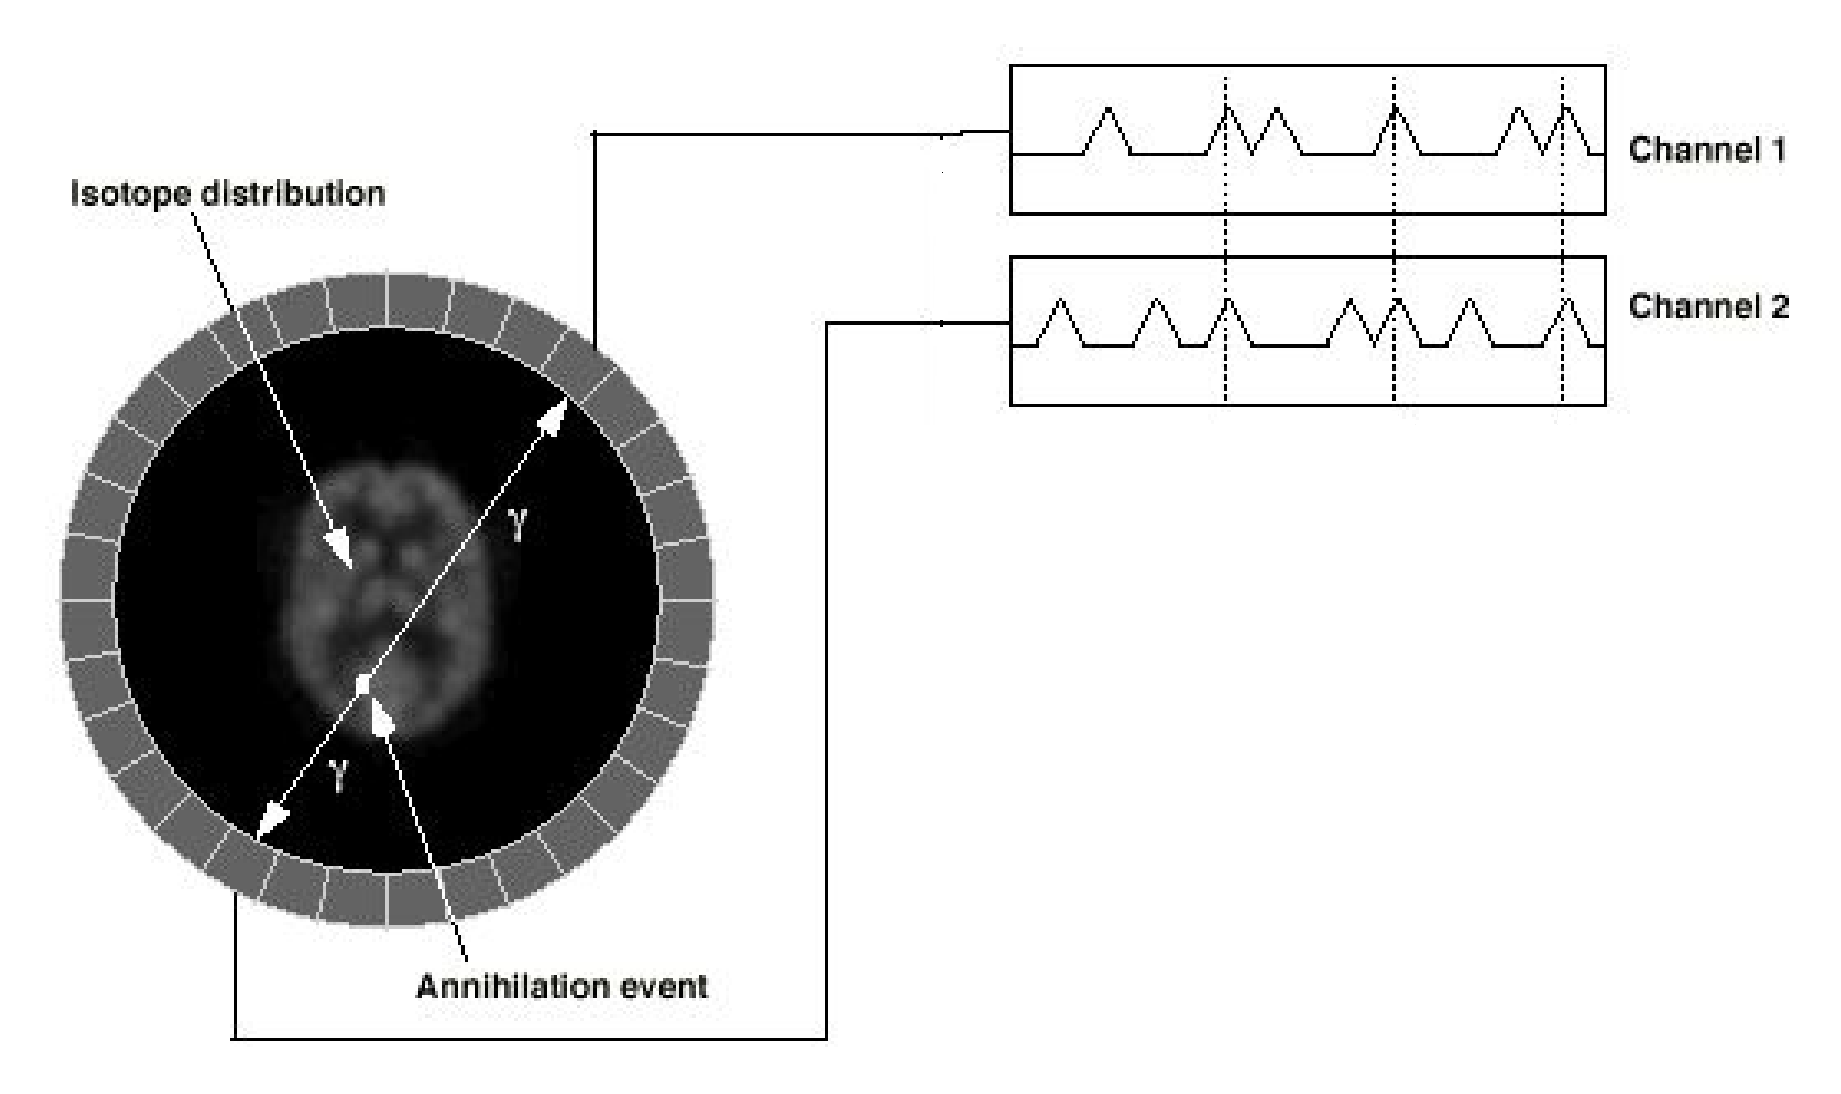 Isotope distribution
Channel 1
Channel 2
γ
γ
Annihilation event